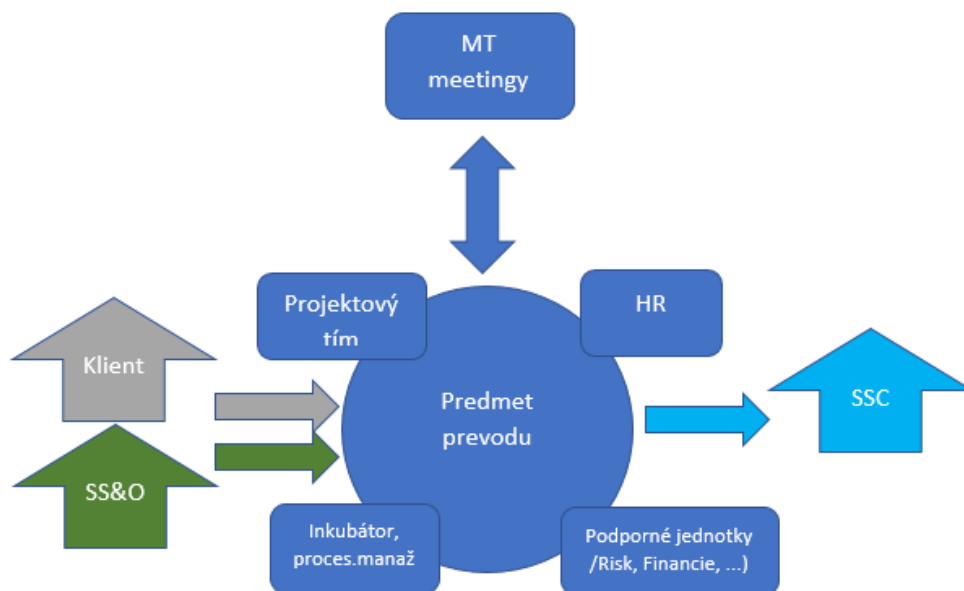 MT
meetingy
Projektový
tím
HR
Klient
SSC
Predmet
prevodu
SS&O
Inkubátor,
proces.manaž
Podporné jednotky
/Risk, Financie, ...)